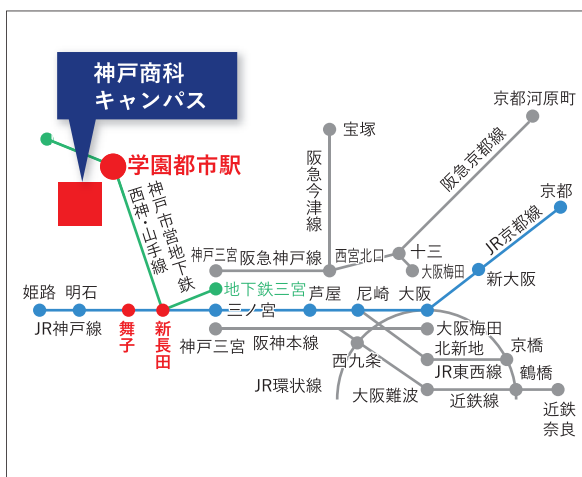 神戸商科
キャンパス
学園都市駅
神戸市営地下鉄
西神・山手線
宝塚
阪急今津線
京都河原町
阪急京都線
京都
JR京都線
神戸三宮
阪急神戸線
西宮北口
十三
大阪梅田
新大阪
地下鉄三宮
姫路
明石
芦屋
尼崎
大阪
三ノ宮
JR神戸線
舞子
新長田
神戸三宮
阪神本線
大阪梅田
西九条
北新地
京橋
JR東西線
鶴橋
JR環状線
大阪難波
近鉄線
近鉄
奈良